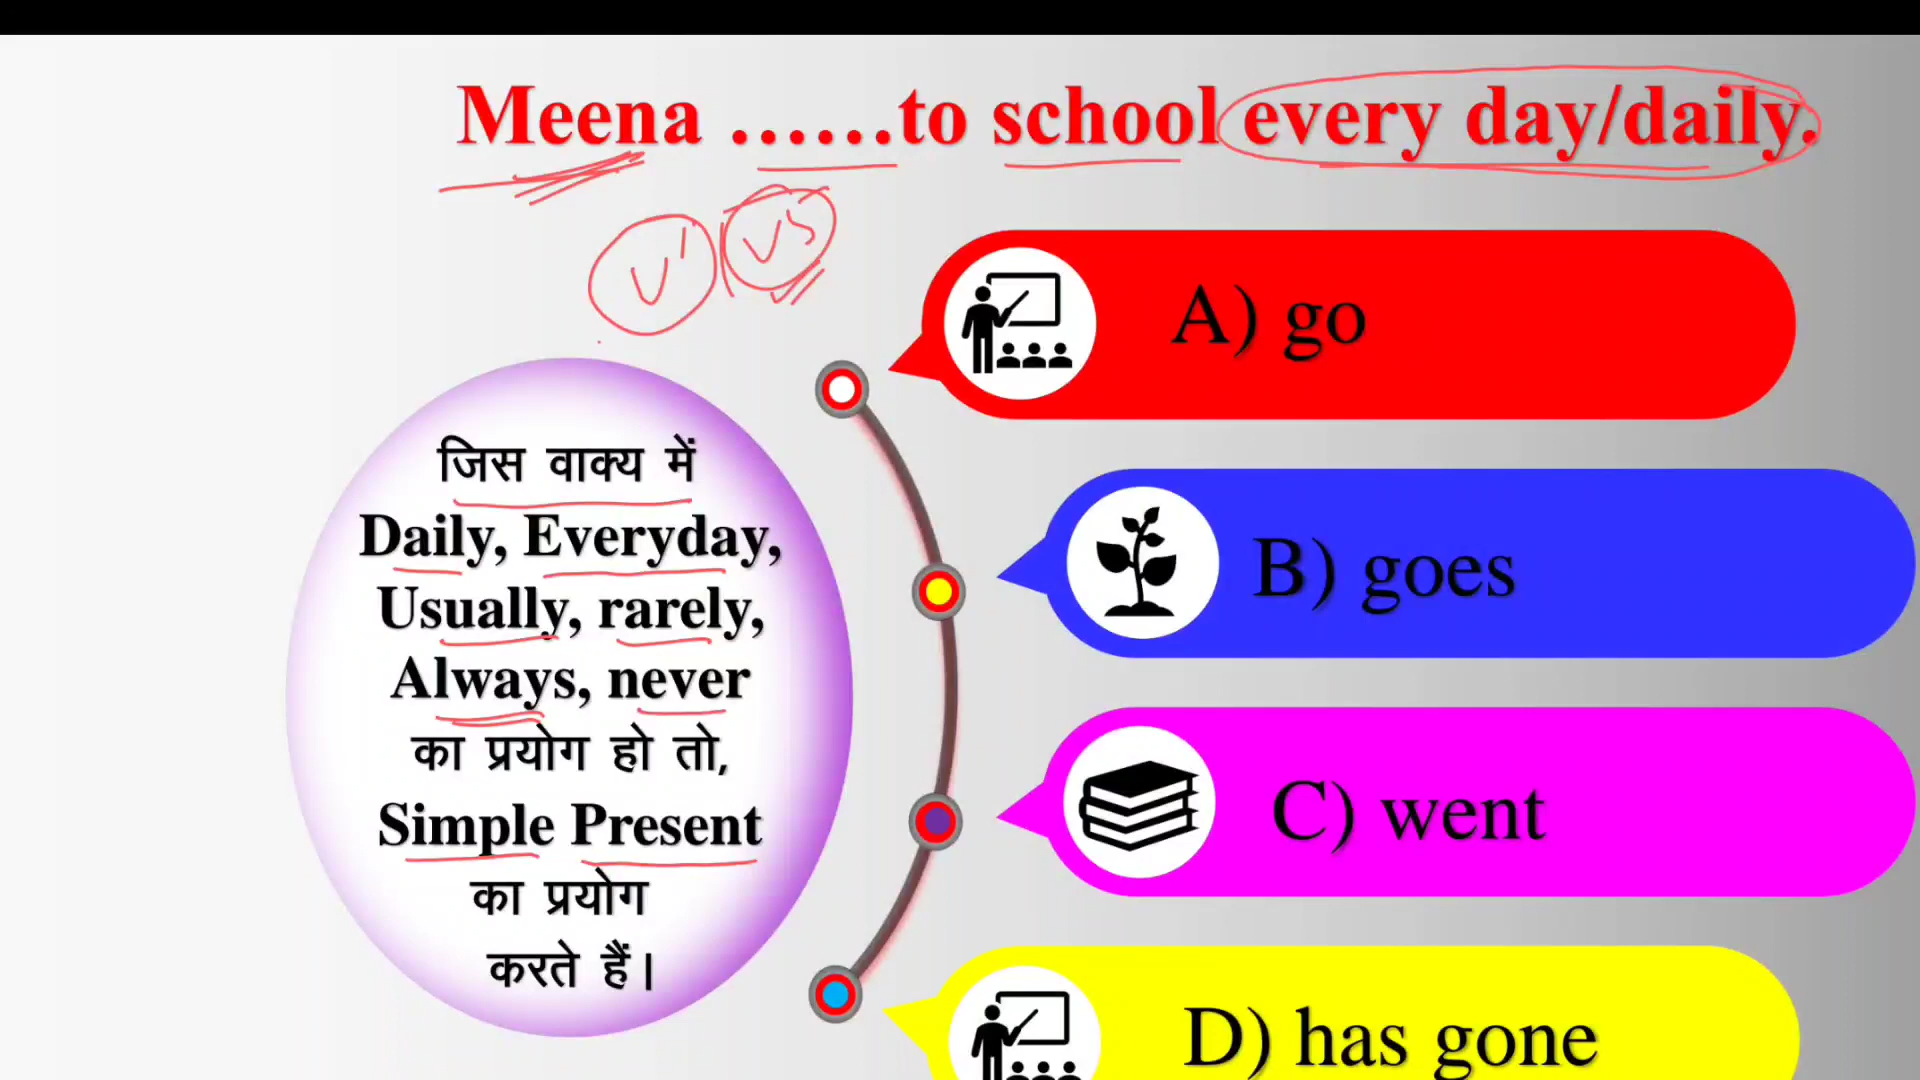 Meena ......to school every day/daily.
V' V5
A) go
जिस वाक्य में
Daily, Everyday,
Usually, rarely,
Always, never
का प्रयोग हो तो,
Simple Present
का प्रयोग
करते हैं।
B) goes
C) went
D) has gone